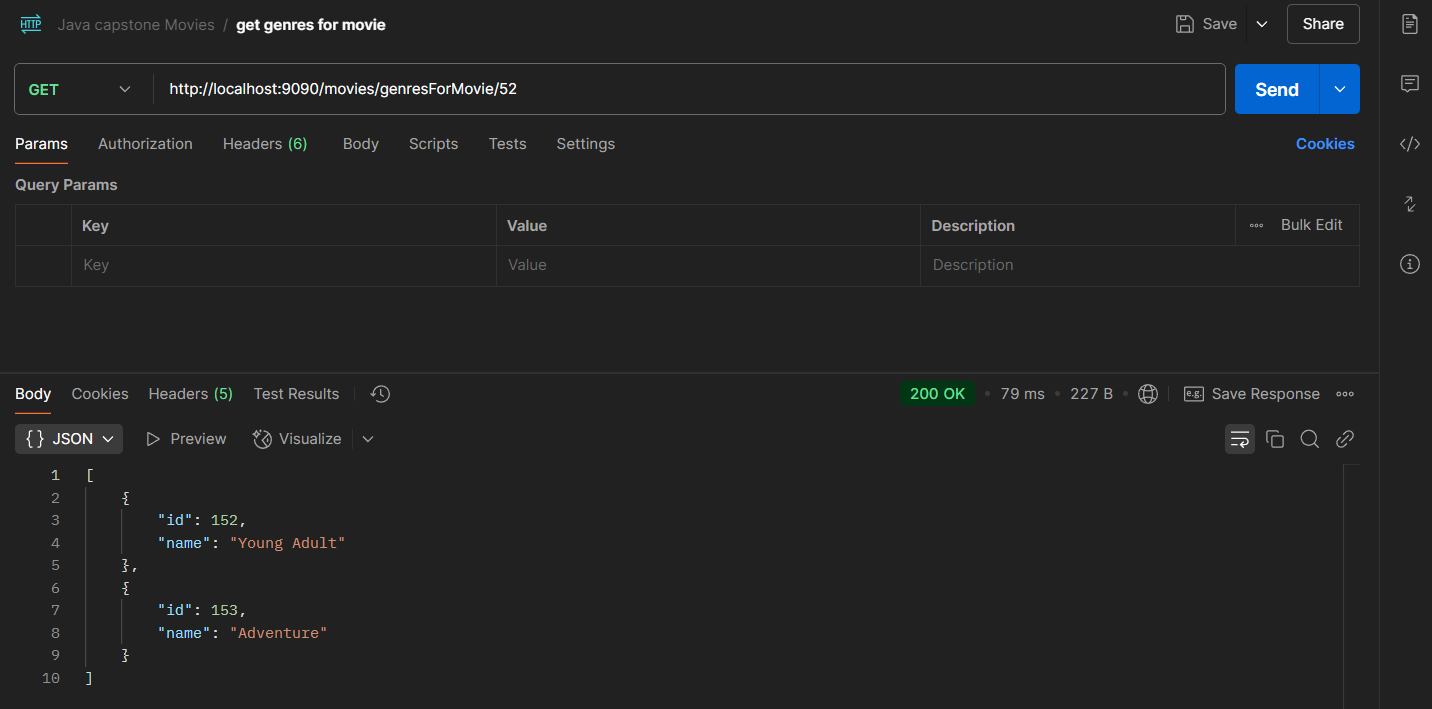 HTTP Java capstone Movies / get genres for movie Save Share
GET http://localhost:9090/movies/genresForMovie/52 Send
Params Authorization Headers (6) Body Scripts Tests Settings Cookies
Query Params
Key Value Description Bulk Edit
Key Value Description
Body Cookies Headers (5) Test Results 200 OK • 79 ms • 227 B • e.g. Save Response
{ } JSON Preview Visualize
1 [
2 {
3 "id": 152,
4 "name": "Young Adult"
5 },
6 {
7 "id": 153,
8 "name": "Adventure"
9 }
10 ]